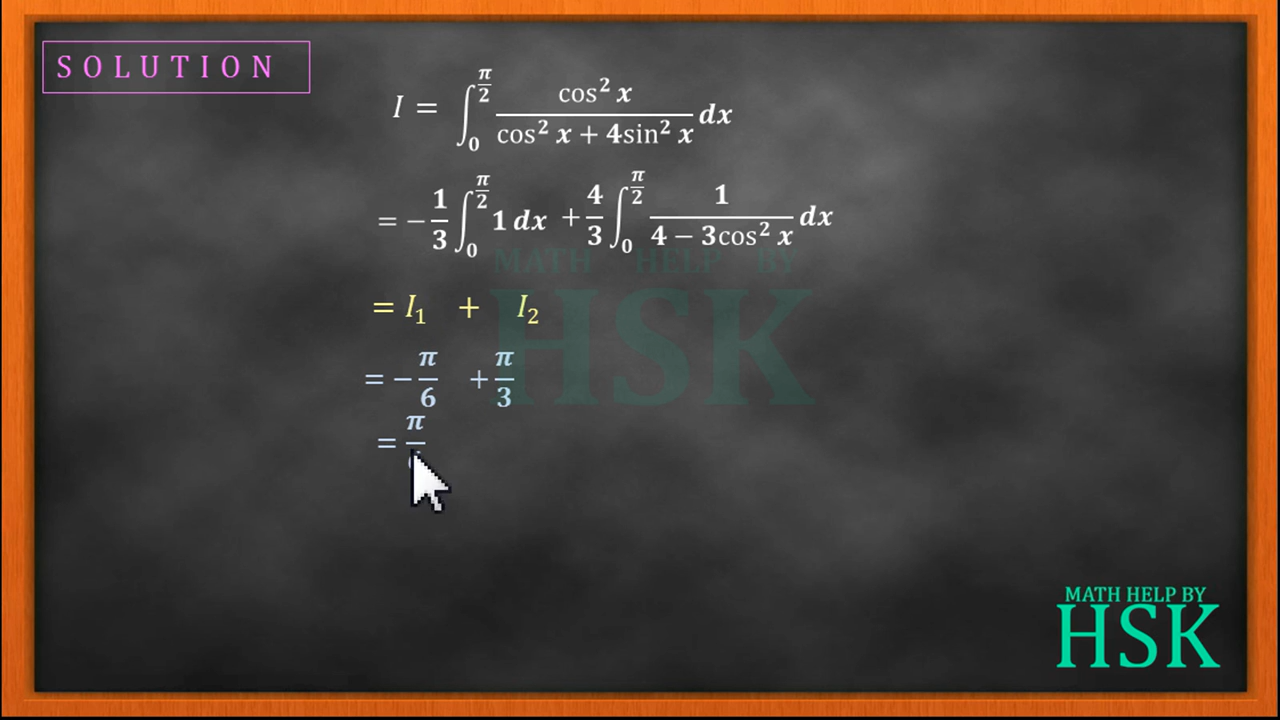 SOLUTION
I = ∫₀^(π/2) cos² x / (cos² x + 4sin² x) dx
= − 1/3 ∫₀^(π/2) 1 dx + 4/3 ∫₀^(π/2) 1 / (4 − 3cos² x) dx
MATH HELP BY
HSK
= I₁ + I₂
= − π/6 + π/3
= π/
MATH HELP BY
HSK